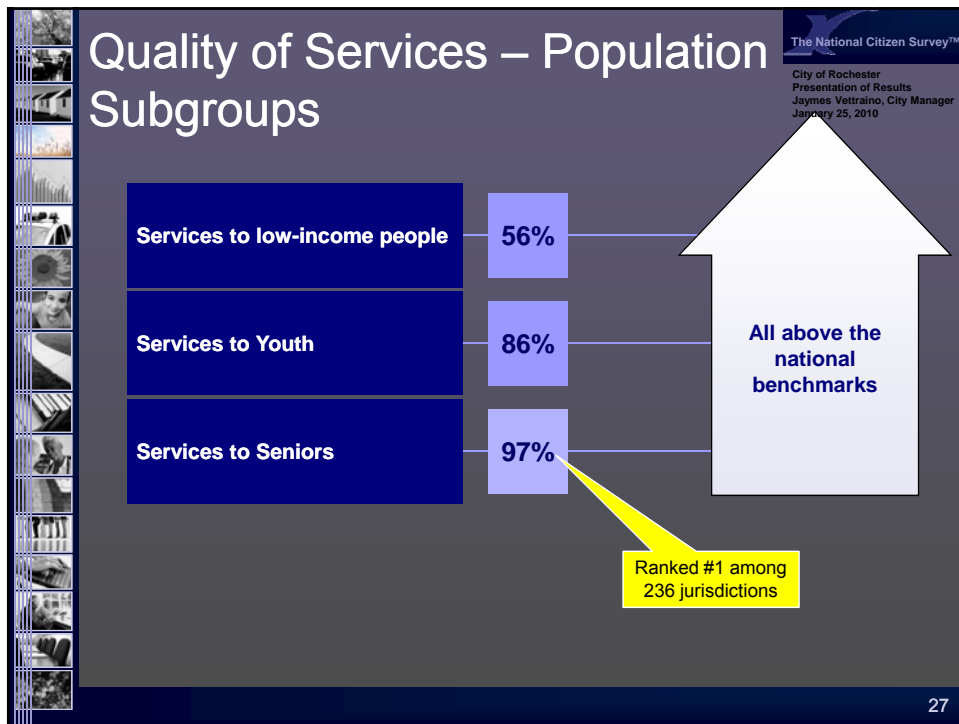 Quality of Services – Population
Subgroups
The National Citizen Survey™
City of Rochester
Presentation of Results
Jaymes Vettraino, City Manager
January 25, 2010
Services to low-income people
56%
Services to Youth
86%
Services to Seniors
97%
All above the
national
benchmarks
Ranked #1 among
236 jurisdictions
27